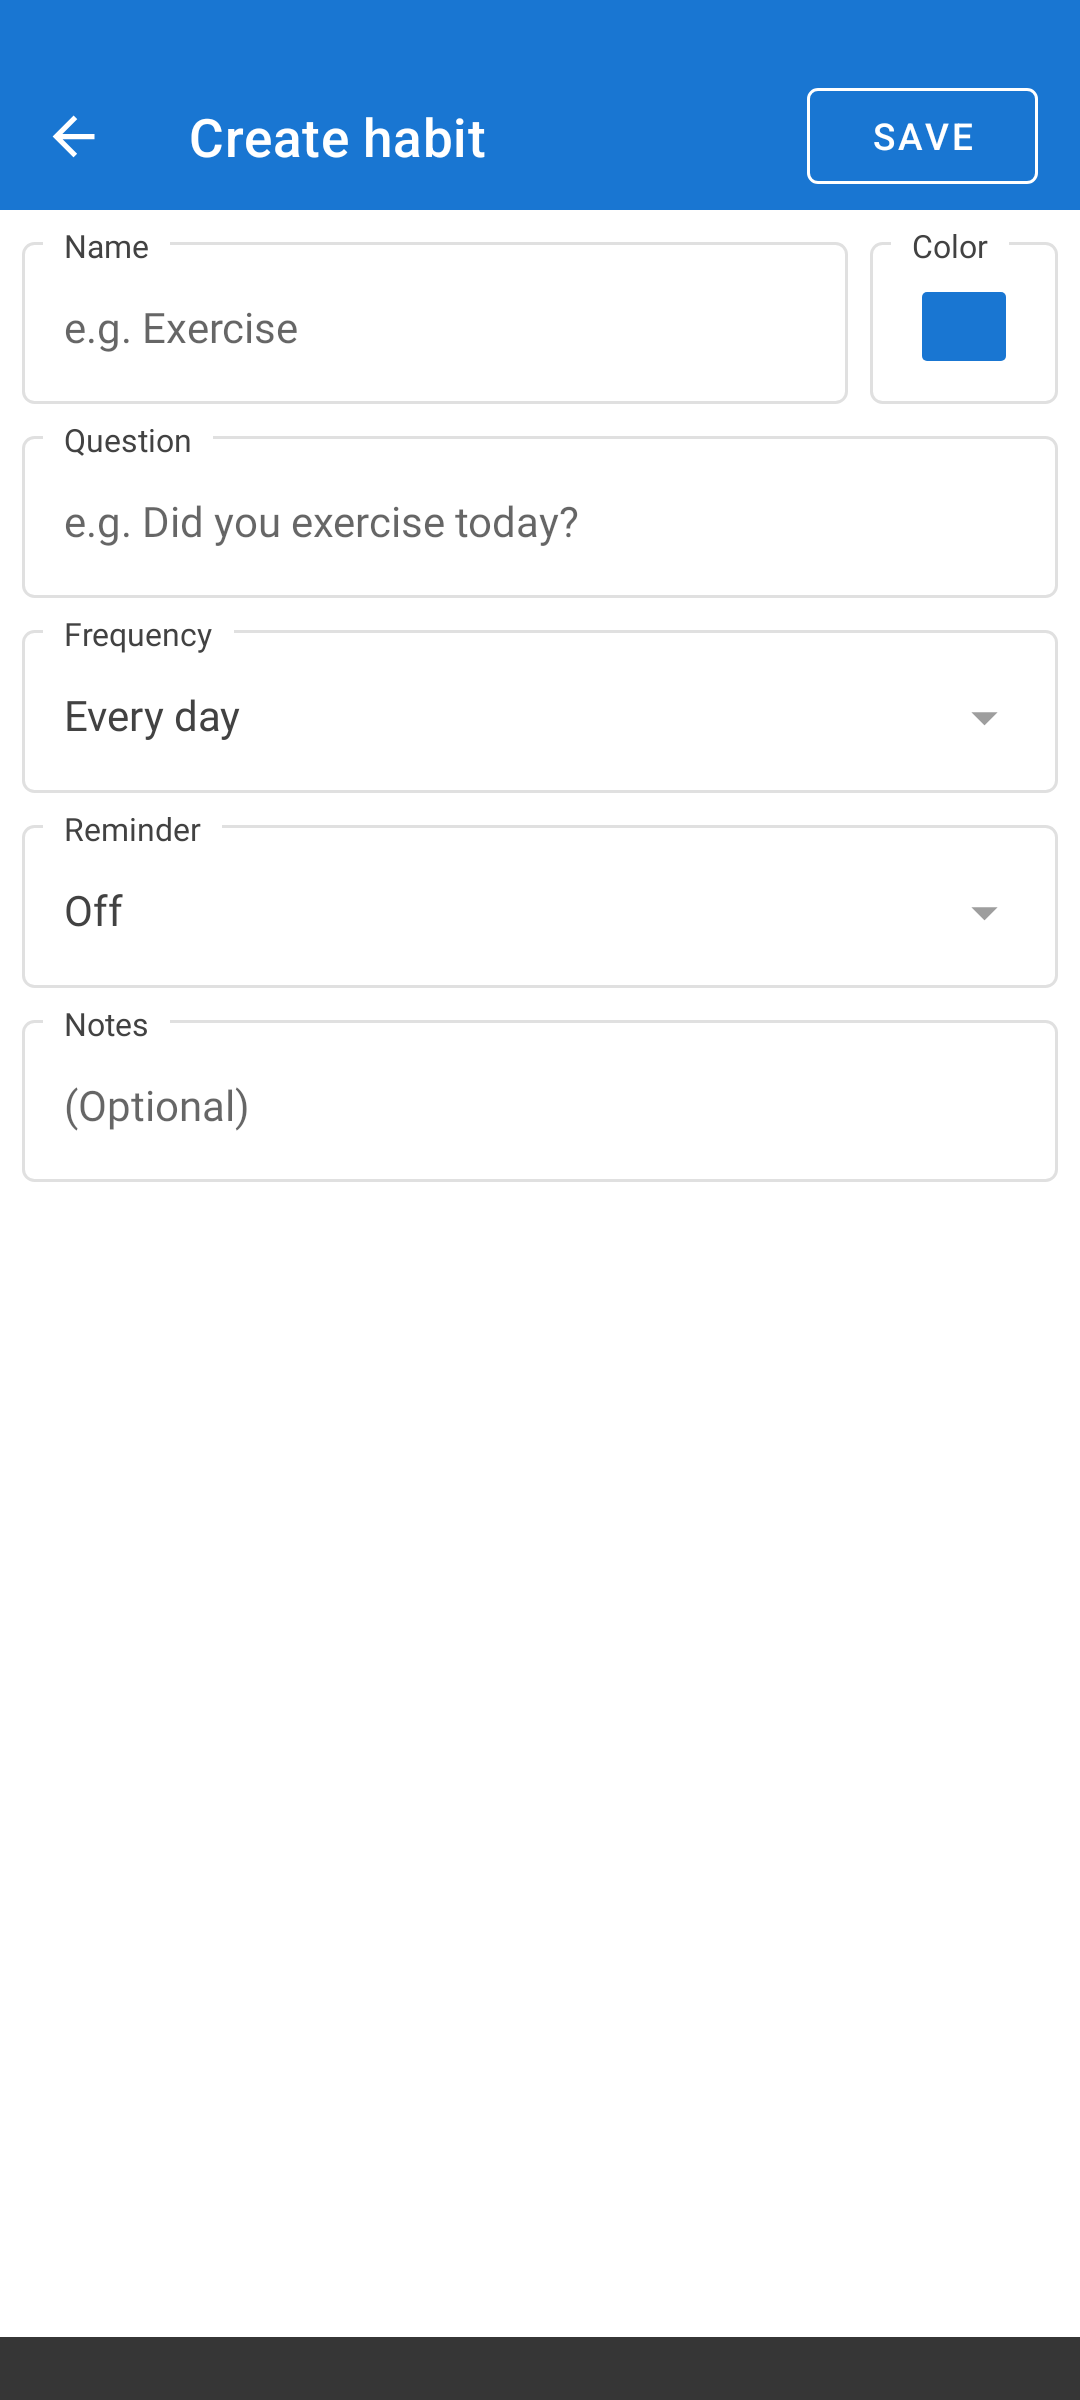 Create habit
SAVE
Name
Color
e.g. Exercise
Question
e.g. Did you exercise today?
Frequency
Every day
Reminder
Off
Notes
(Optional)